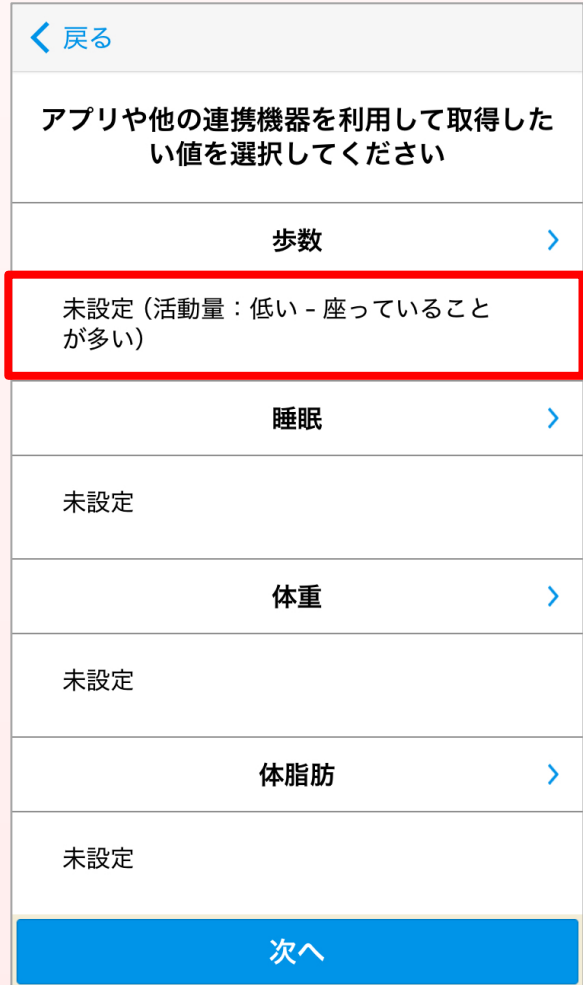 戻る
アプリや他の連携機器を利用して取得した
い値を選択してください
歩数
未設定（活動量：低い - 座っていること
が多い）
睡眠
未設定
体重
未設定
体脂肪
未設定
次へ